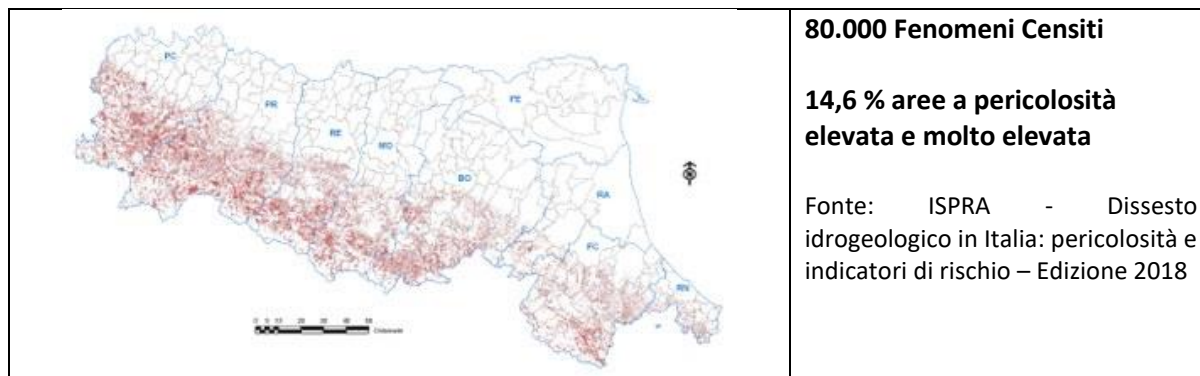 PC
PR
RE
MO
BO
FE
RA
FC
RN
80.000 Fenomeni Censiti
14,6 % aree a pericolosità
elevata e molto elevata
Fonte: ISPRA - Dissesto
idrogeologico in Italia: pericolosità e
indicatori di rischio – Edizione 2018